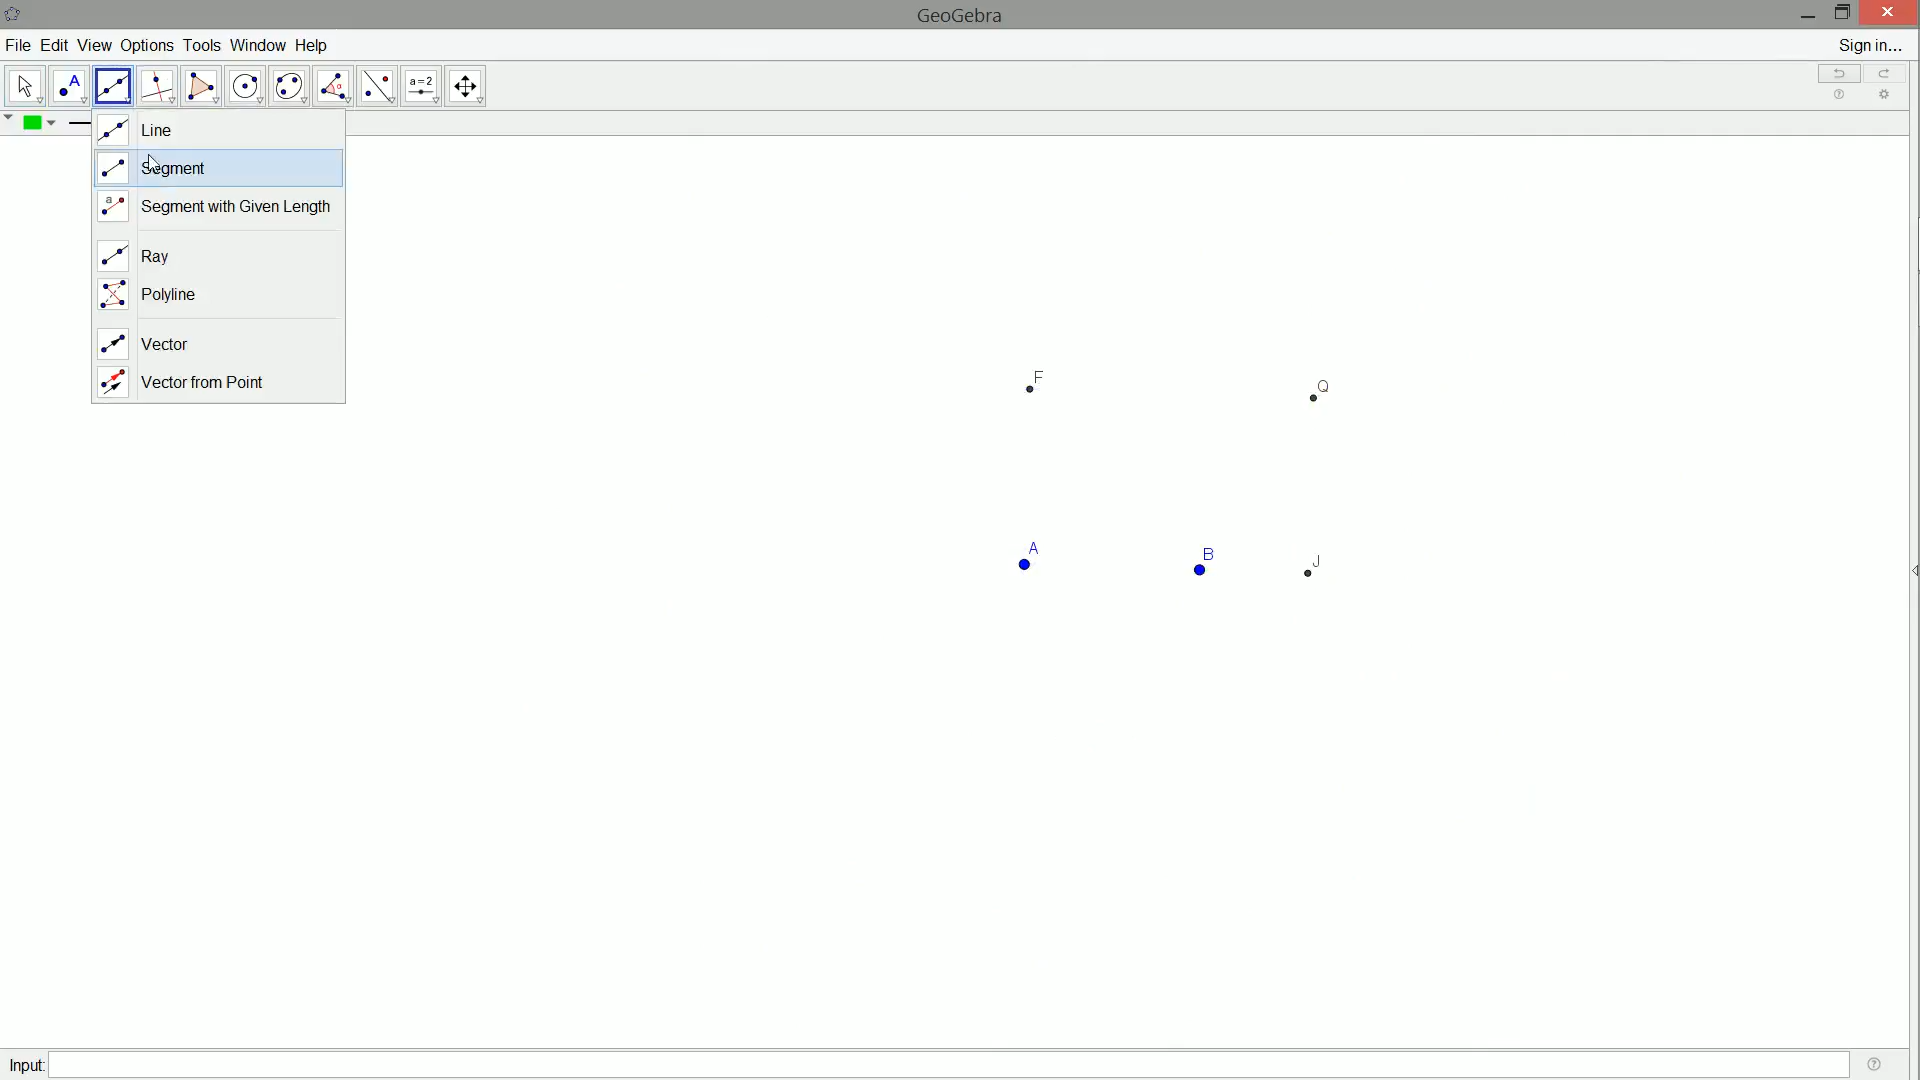 GeoGebra
File Edit View Options Tools Window Help
Sign in...
A
a=2
Line
Segment
a
Segment with Given Length
Ray
Polyline
Vector
Vector from Point
F
Q
A
B
J
Input: